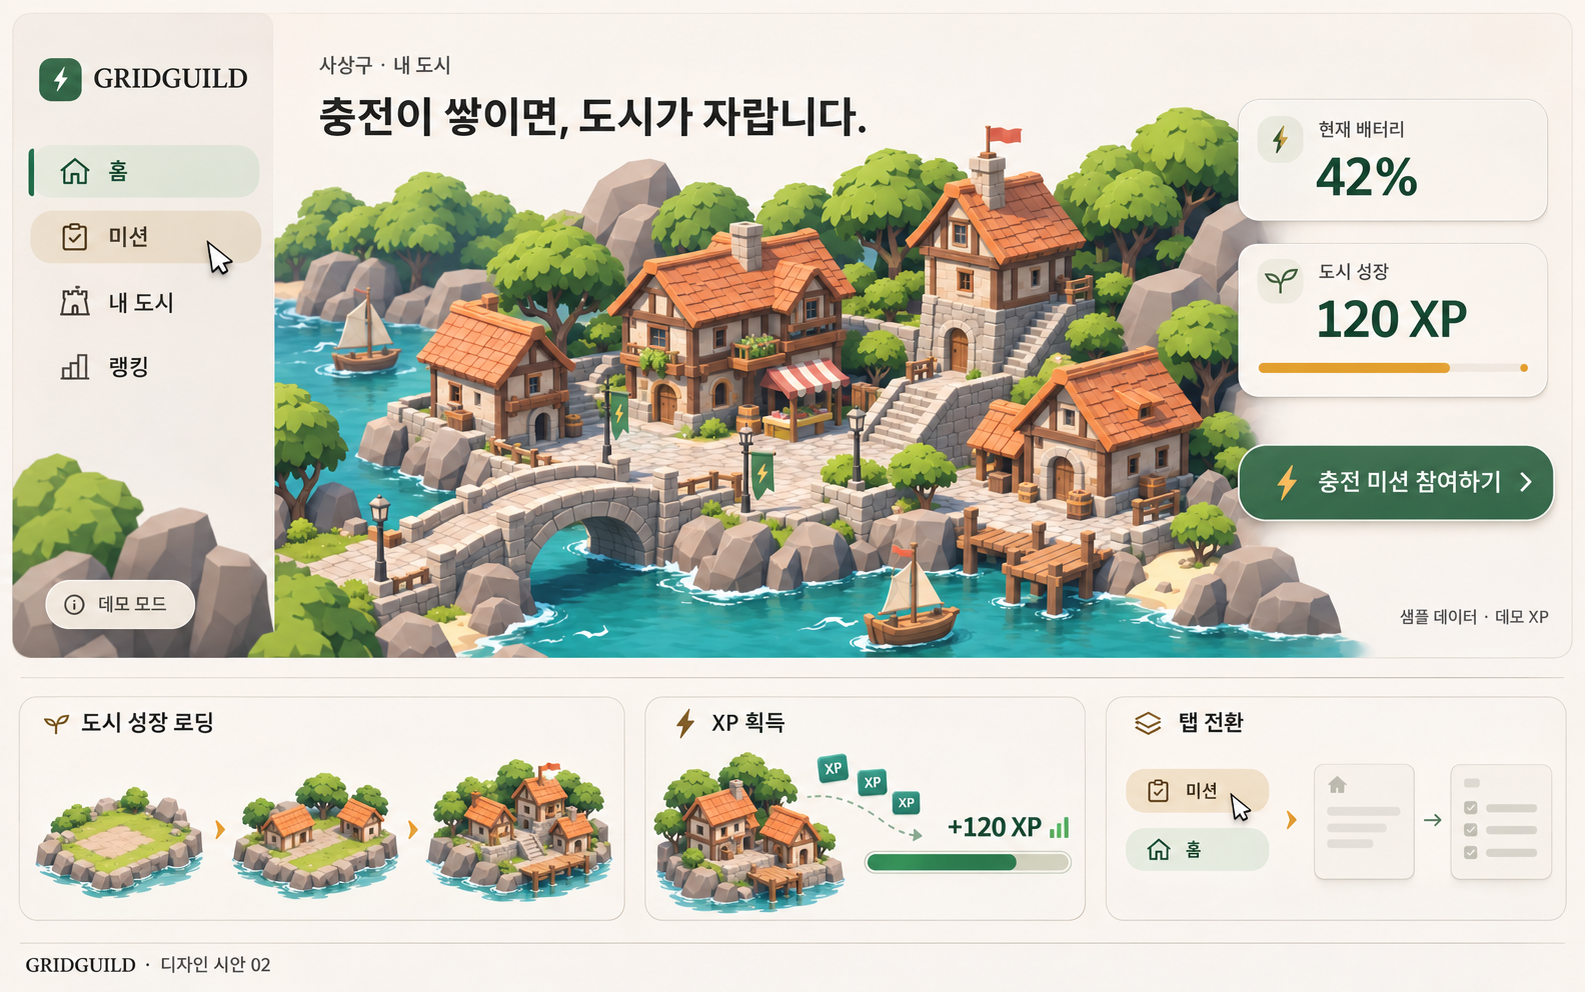 GRIDGUILD
홈
미션
내 도시
랭킹
데모 모드
사상구 · 내 도시
충전이 쌓이면, 도시가 자랍니다.
현재 배터리
42%
도시 성장
120 XP
충전 미션 참여하기
샘플 데이터 · 데모 XP
도시 성장 로딩
XP 획득
XP
XP
XP
+120 XP
탭 전환
미션
홈
GRIDGUILD · 디자인 시안 02